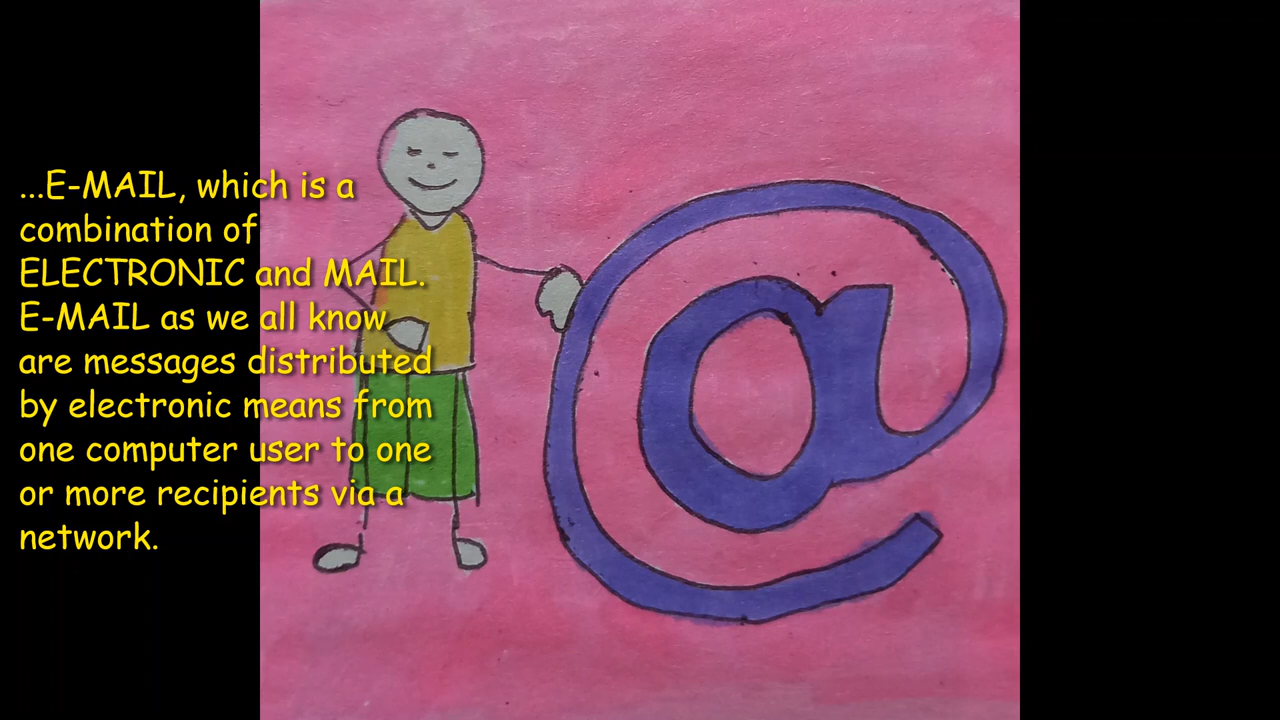 ...E-MAIL, which is a
combination of
ELECTRONIC and MAIL.
E-MAIL as we all know
are messages distributed
by electronic means from
one computer user to one
or more recipients via a
network.
@